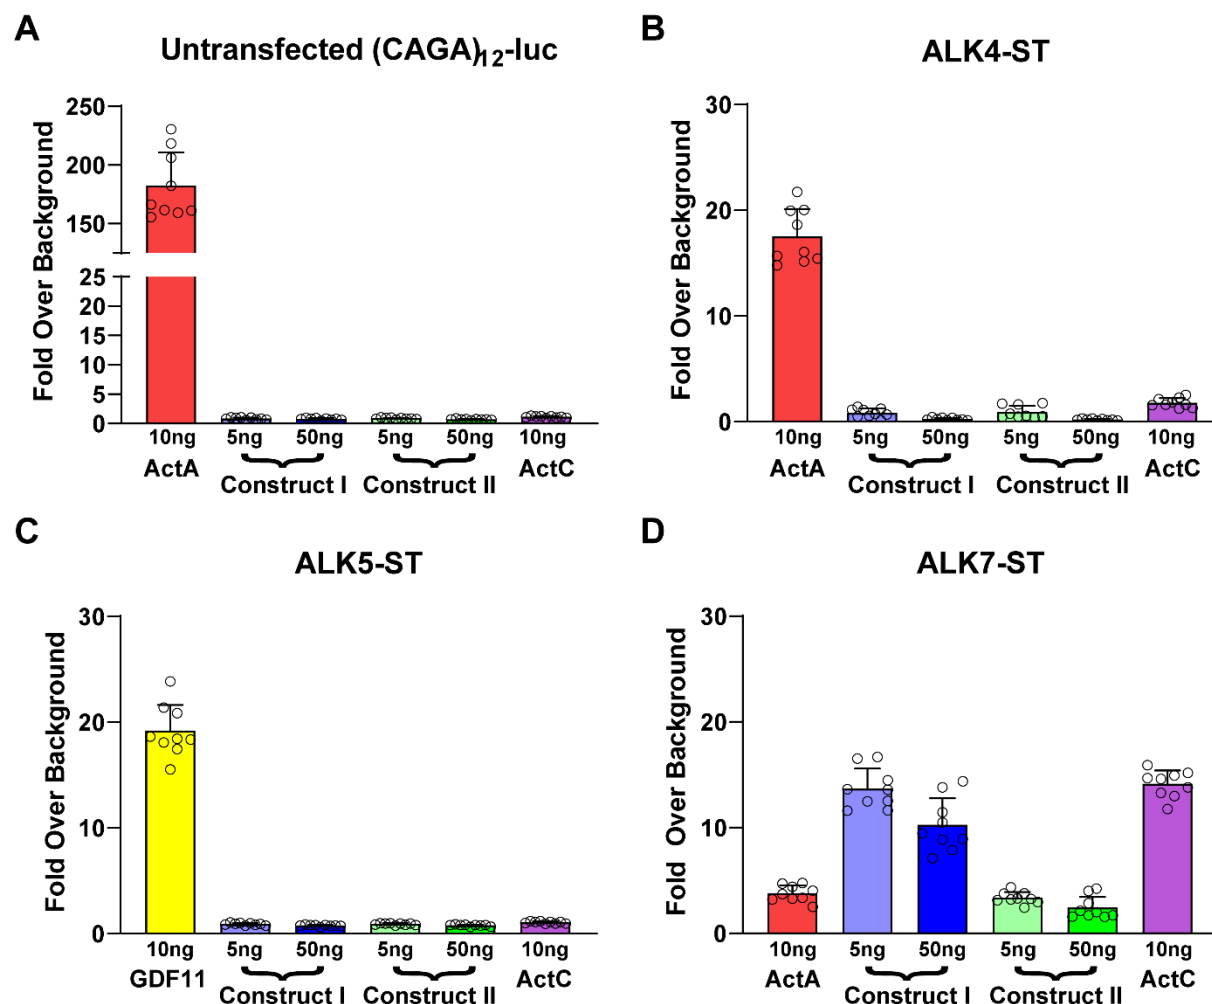 A
Untransfected (CAGA)12-luc
Fold Over Background
250
200
150
25
20
15
10
5
0
10ng 5ng 50ng 5ng 50ng 10ng
ActA Construct I Construct II ActC
B
ALK4-ST
Fold Over Background
30
20
10
0
10ng 5ng 50ng 5ng 50ng 10ng
ActA Construct I Construct II ActC
C
ALK5-ST
Fold Over Background
30
20
10
0
10ng 5ng 50ng 5ng 50ng 10ng
GDF11 Construct I Construct II ActC
D
ALK7-ST
Fold Over Background
30
20
10
0
10ng 5ng 50ng 5ng 50ng 10ng
ActA Construct I Construct II ActC